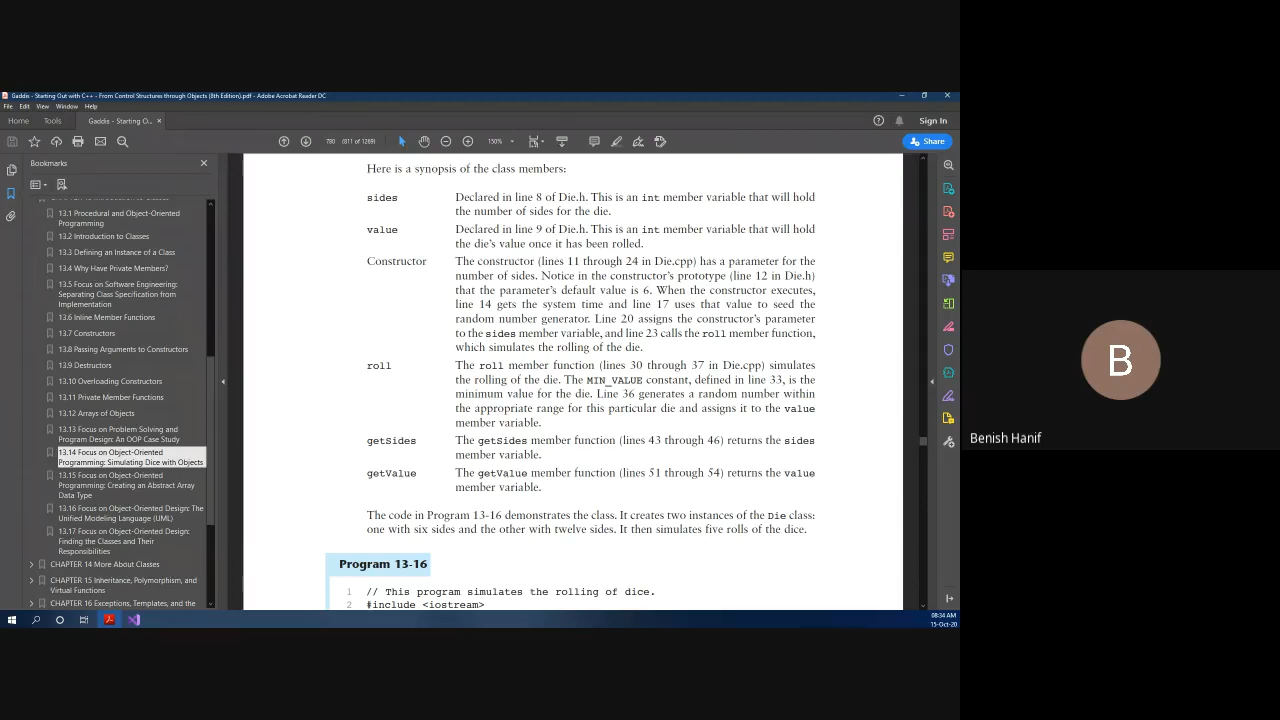 Gaddis - Starting Out with C++ - From Control Structures through Objects (8th Edition).pdf - Adobe Acrobat Reader DC
File Edit View Window Help
Home Tools Gaddis - Starting O... × Sign In
780 (811 of 1269) 150% Share
Bookmarks
13.1 Procedural and Object-Oriented
Programming
13.2 Introduction to Classes
13.3 Defining an Instance of a Class
13.4 Why Have Private Members?
13.5 Focus on Software Engineering:
Separating Class Specification from
Implementation
13.6 Inline Member Functions
13.7 Constructors
13.8 Passing Arguments to Constructors
13.9 Destructors
13.10 Overloading Constructors
13.11 Private Member Functions
13.12 Arrays of Objects
13.13 Focus on Problem Solving and
Program Design: An OOP Case Study
13.14 Focus on Object-Oriented
Programming: Simulating Dice with Objects
13.15 Focus on Object-Oriented
Programming: Creating an Abstract Array
Data Type
13.16 Focus on Object-Oriented Design: The
Unified Modeling Language (UML)
13.17 Focus on Object-Oriented Design:
Finding the Classes and Their
Responsibilities
CHAPTER 14 More About Classes
CHAPTER 15 Inheritance, Polymorphism, and
Virtual Functions
CHAPTER 16 Exceptions, Templates, and the
Here is a synopsis of the class members:
sides Declared in line 8 of Die.h. This is an int member variable that will hold
the number of sides for the die.
value Declared in line 9 of Die.h. This is an int member variable that will hold
the die's value once it has been rolled.
Constructor The constructor (lines 11 through 24 in Die.cpp) has a parameter for the
number of sides. Notice in the constructor's prototype (line 12 in Die.h)
that the parameter's default value is 6. When the constructor executes,
line 14 gets the system time and line 17 uses that value to seed the
random number generator. Line 20 assigns the constructor's parameter
to the sides member variable, and line 23 calls the roll member function,
which simulates the rolling of the die.
roll The roll member function (lines 30 through 37 in Die.cpp) simulates
the rolling of the die. The MIN_VALUE constant, defined in line 33, is the
minimum value for the die. Line 36 generates a random number within
the appropriate range for this particular die and assigns it to the value
member variable.
getSides The getSides member function (lines 43 through 46) returns the sides
member variable.
getValue The getValue member function (lines 51 through 54) returns the value
member variable.
The code in Program 13-16 demonstrates the class. It creates two instances of the Die class:
one with six sides and the other with twelve sides. It then simulates five rolls of the dice.
Program 13-16
1 // This program simulates the rolling of dice.
2 #include <iostream>
08:34 AM
15-Oct-20
B
Benish Hanif